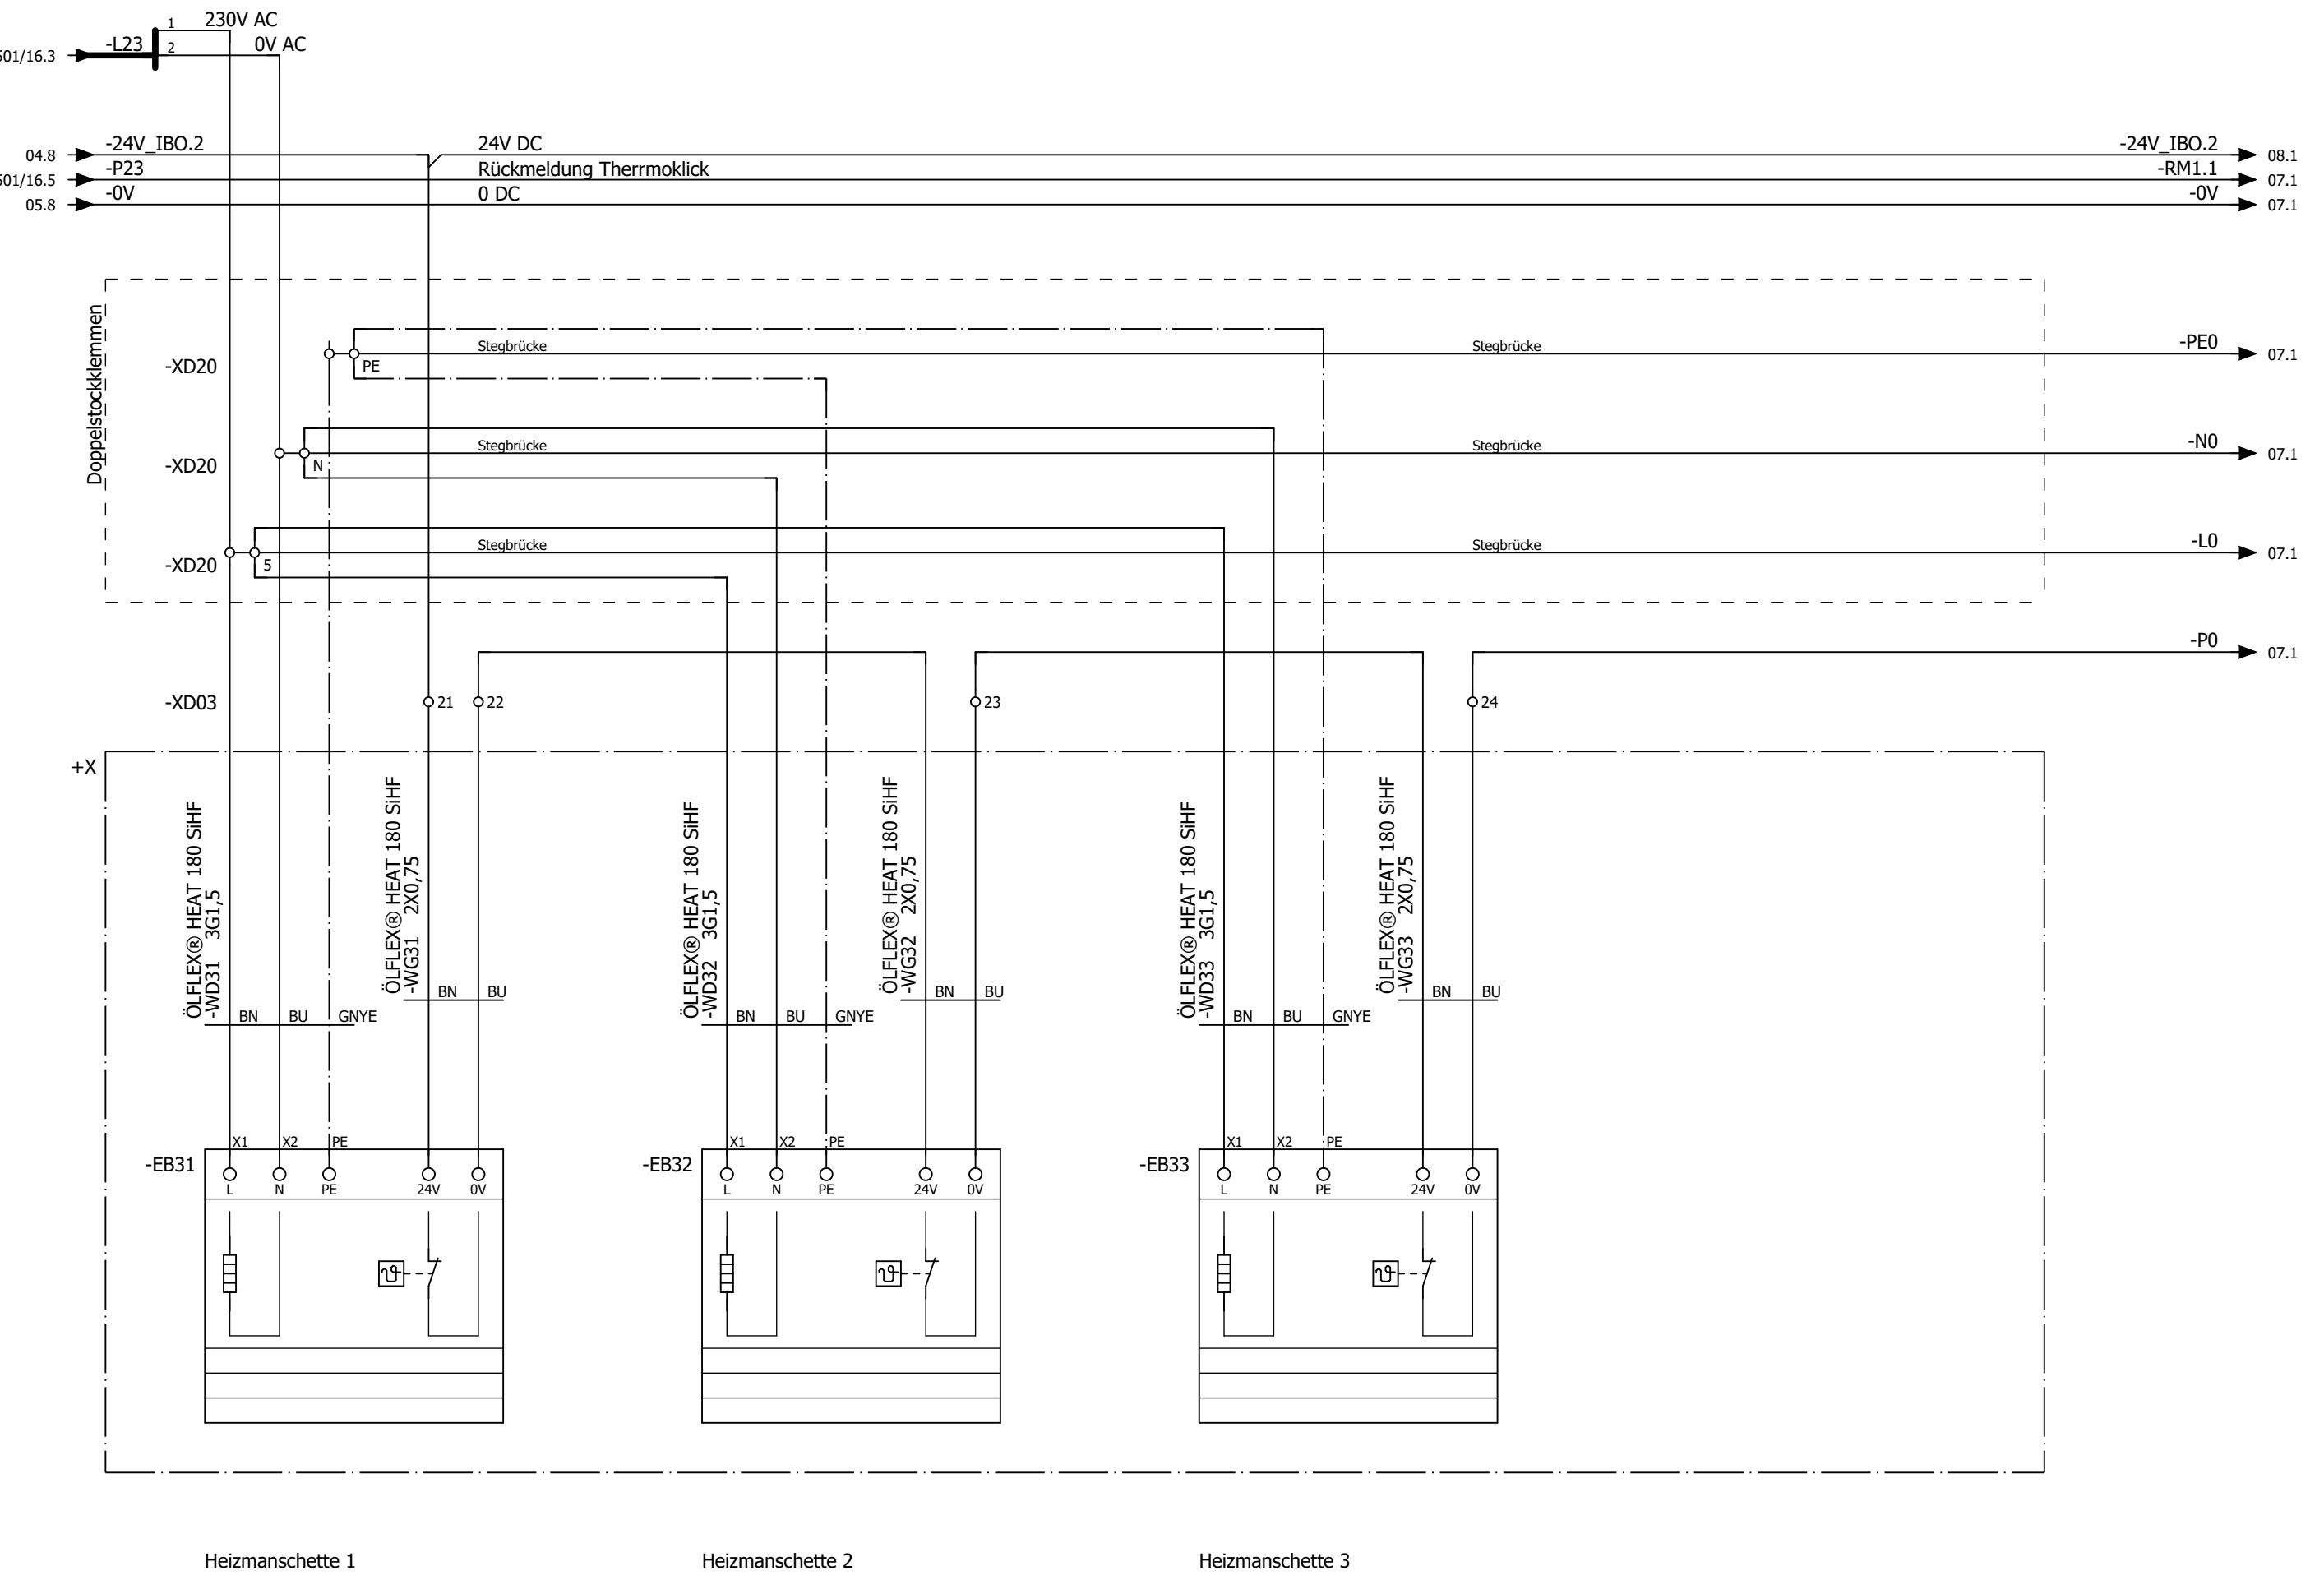 230V AC
1
-L23
2
0V AC
01/16.3
-24V_IBO.2
24V DC
-24V_IBO.2
04.8
08.1
-P23
Rückmeldung Therrmoklick
-RM1.1
01/16.5
07.1
-0V
0 DC
-0V
05.8
07.1
Doppelstockklemmen
-XD20
PE
Stegbrücke
Stegbrücke
-PE0
07.1
-XD20
N
Stegbrücke
Stegbrücke
-N0
07.1
-XD20
5
Stegbrücke
Stegbrücke
-L0
07.1
-P0
07.1
-XD03
21
22
23
24
+X
ÖLFLEX® HEAT 180 SiHF
-WD31 3G1,5
BN BU GNYE
ÖLFLEX® HEAT 180 SiHF
-WG31 2X0,75
BN BU
ÖLFLEX® HEAT 180 SiHF
-WD32 3G1,5
BN BU GNYE
ÖLFLEX® HEAT 180 SiHF
-WG32 2X0,75
BN BU
ÖLFLEX® HEAT 180 SiHF
-WD33 3G1,5
BN BU GNYE
ÖLFLEX® HEAT 180 SiHF
-WG33 2X0,75
BN BU
-EB31
X1 X2 PE
L N PE 24V 0V
-EB32
X1 X2 PE
L N PE 24V 0V
-EB33
X1 X2 PE
L N PE 24V 0V
ϑ
ϑ
ϑ
Heizmanschette 1
Heizmanschette 2
Heizmanschette 3